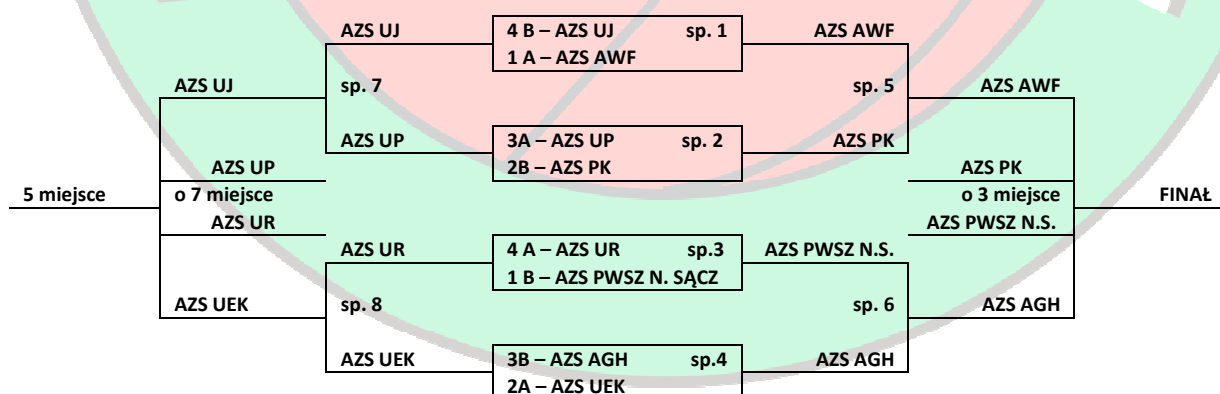 AZS UJ
4 B – AZS UJ sp. 1
AZS AWF
1 A – AZS AWF
AZS UJ
sp. 7
sp. 5
AZS AWF
AZS UP
3A – AZS UP sp. 2
AZS PK
2B – AZS PK
AZS UP
AZS PK
5 miejsce
o 7 miejsce
o 3 miejsce
FINAŁ
AZS UR
AZS PWSZ N.S.
AZS UR
4 A – AZS UR sp.3
AZS PWSZ N.S.
1 B – AZS PWSZ N. SĄCZ
AZS UEK
sp. 8
sp. 6
AZS AGH
AZS UEK
3B – AZS AGH sp.4
AZS AGH
2A – AZS UEK